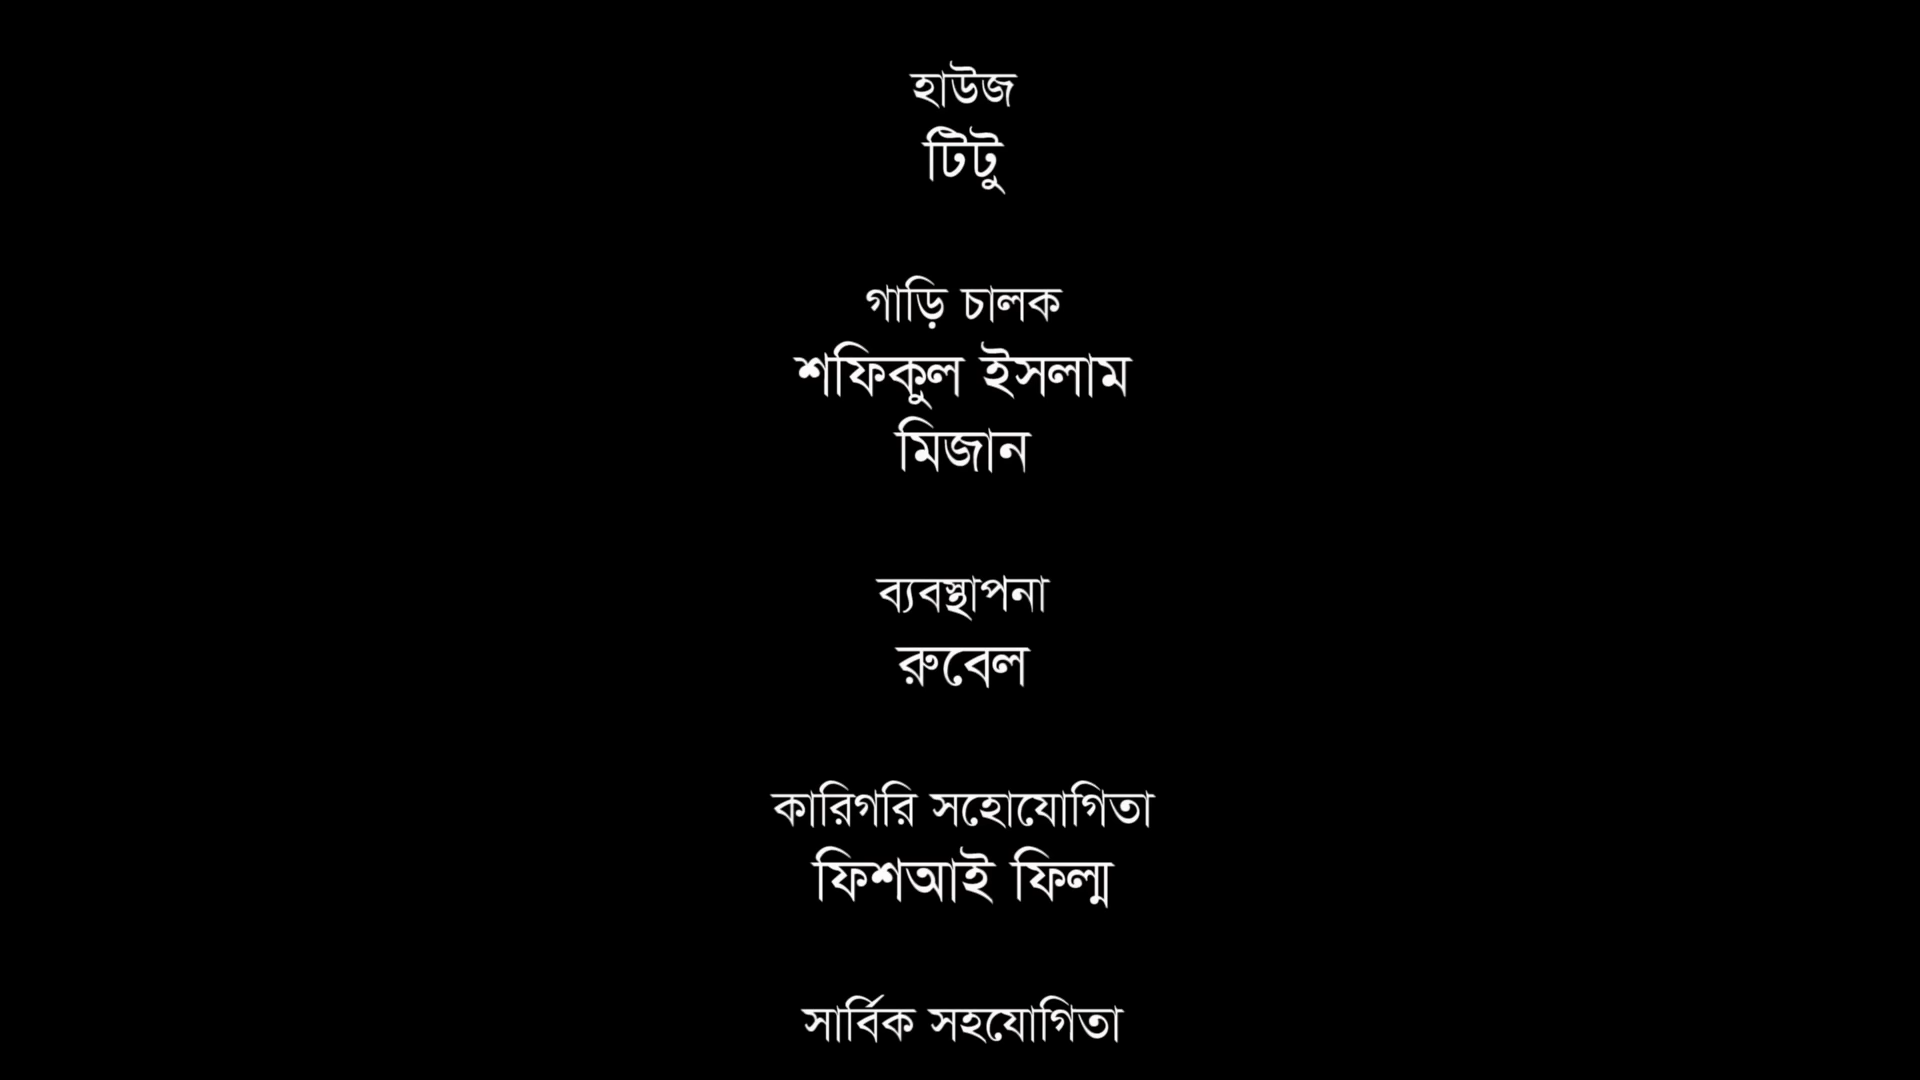 হাউজ
টিটু
গাড়ি চালক
শফিকুল ইসলাম
মিজান
ব্যবস্থাপনা
রুবেল
কারিগরি সহোযোগিতা
ফিশআই ফিল্ম
সার্বিক সহযোগিতা